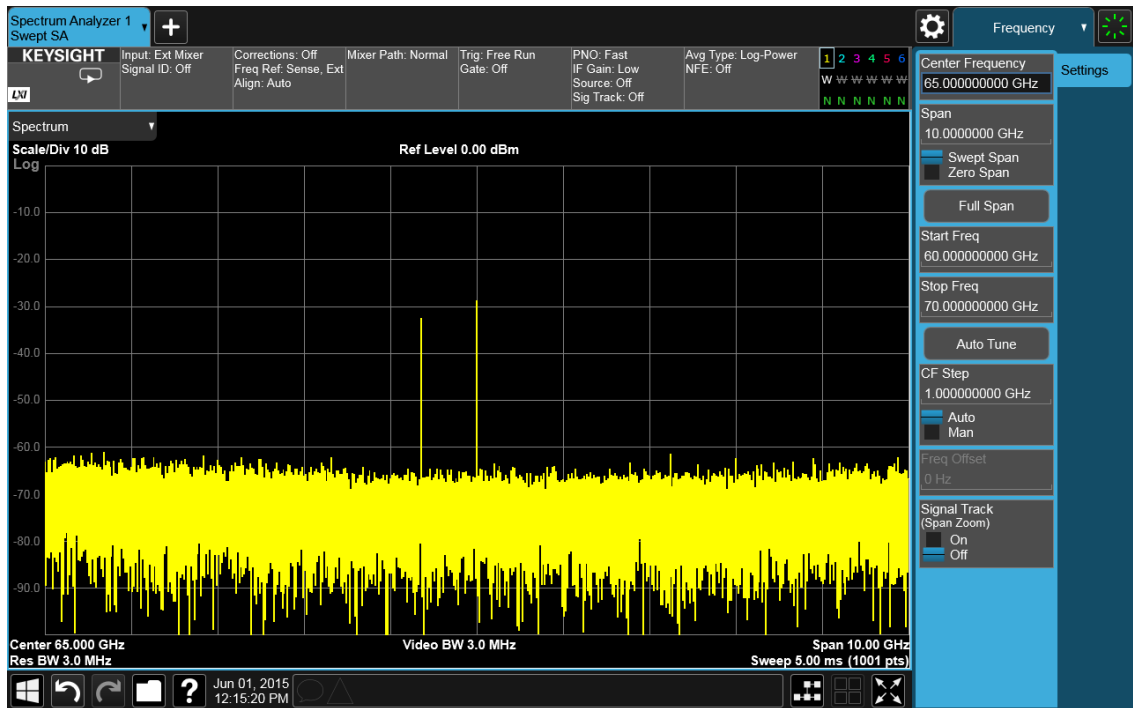 Spectrum Analyzer 1
Swept SA
Frequency
KEYSIGHT
LXI
Input: Ext Mixer
Signal ID: Off
Corrections: Off
Freq Ref: Sense, Ext
Align: Auto
Mixer Path: Normal
Trig: Free Run
Gate: Off
PNO: Fast
IF Gain: Low
Source: Off
Sig Track: Off
Avg Type: Log-Power
NFE: Off
1 2 3 4 5 6
W W W W W W
N N N N N N
Spectrum
Scale/Div 10 dB
Ref Level 0.00 dBm
Log
-10.0
-20.0
-30.0
-40.0
-50.0
-60.0
-70.0
-80.0
-90.0
Center 65.000 GHz
Video BW 3.0 MHz
Span 10.00 GHz
Res BW 3.0 MHz
Sweep 5.00 ms (1001 pts)
?
Jun 01, 2015
12:15:20 PM
Center Frequency
65.000000000 GHz
Span
10.0000000 GHz
Swept Span
Zero Span
Full Span
Start Freq
60.000000000 GHz
Stop Freq
70.000000000 GHz
Auto Tune
CF Step
1.000000000 GHz
Auto
Man
Freq Offset
0 Hz
Signal Track
(Span Zoom)
On
Off
Settings